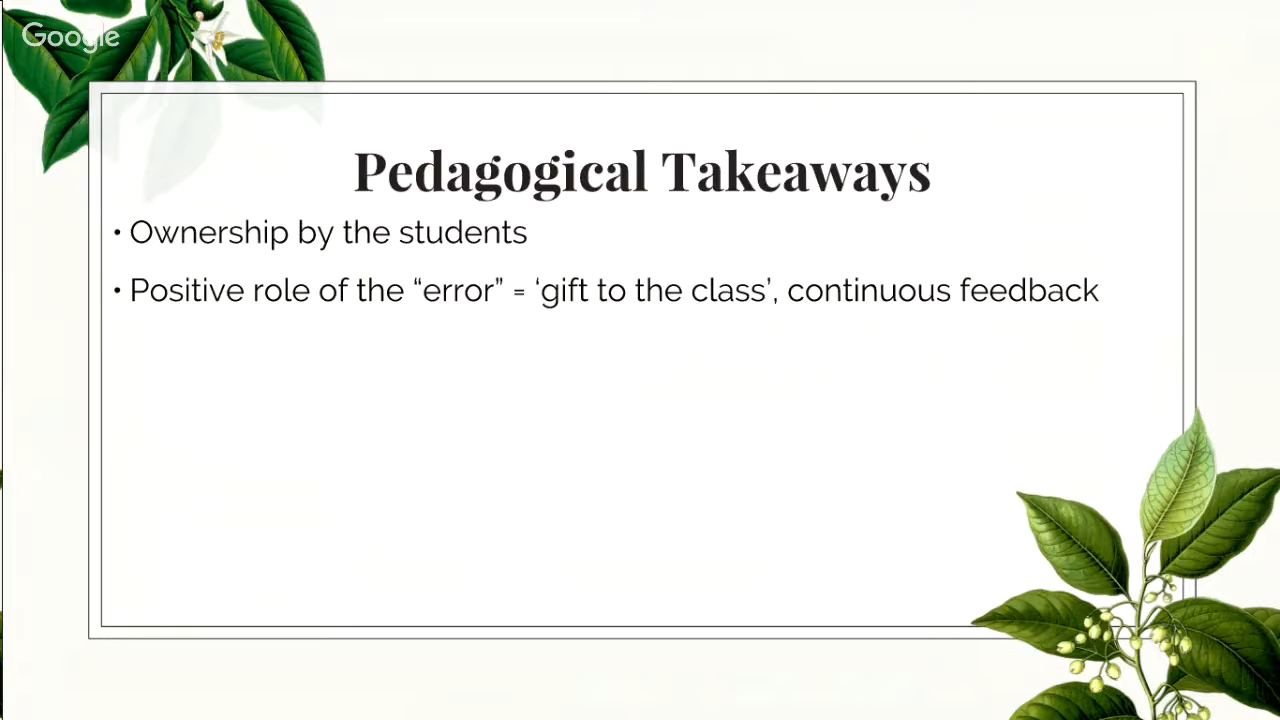 Google
Pedagogical Takeaways
• Ownership by the students
• Positive role of the “error” = ‘gift to the class’, continuous feedback